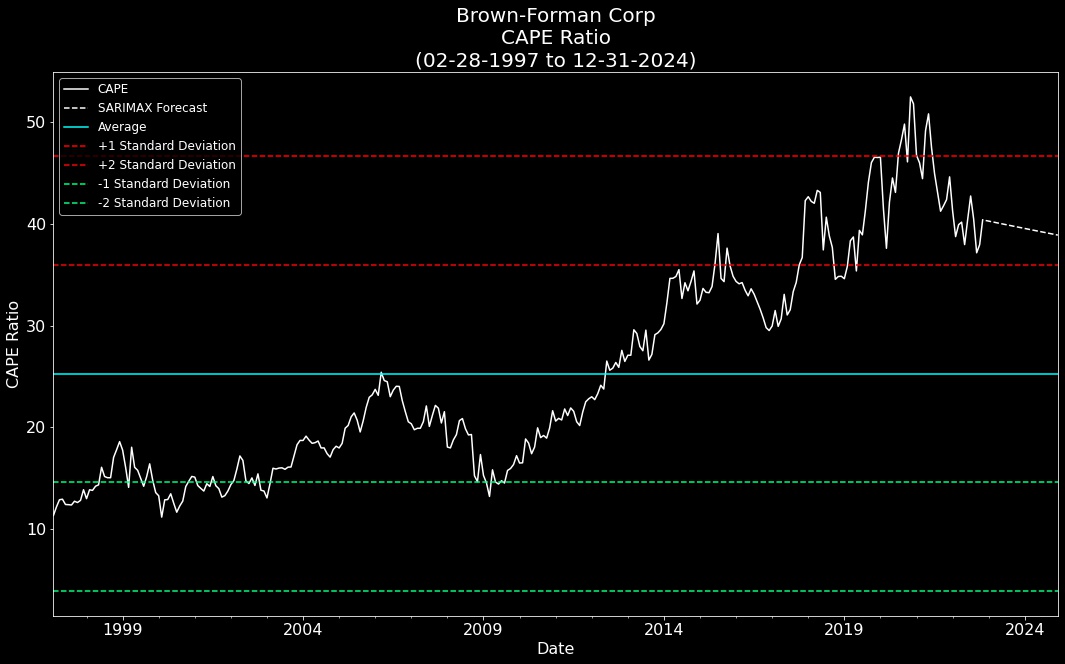 Brown-Forman Corp
CAPE Ratio
(02-28-1997 to 12-31-2024)
CAPE
SARIMAX Forecast
Average
+1 Standard Deviation
+2 Standard Deviation
-1 Standard Deviation
-2 Standard Deviation
50
40
30
20
10
CAPE Ratio
1999
2004
2009
2014
2019
2024
Date